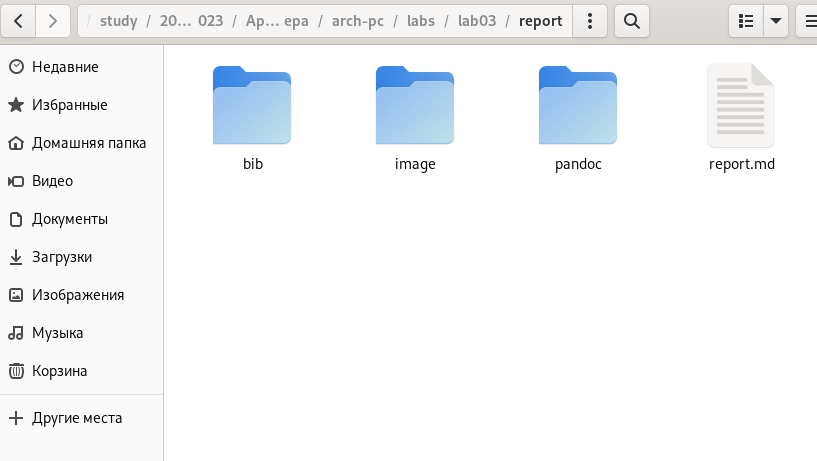 / study / 20… 023 / Ap… ера / arch-pc / labs / lab03 / report
Недавние
Избранные
Домашняя папка
Видео
Документы
Загрузки
Изображения
Музыка
Корзина
Другие места
bib
image
pandoc
report.md